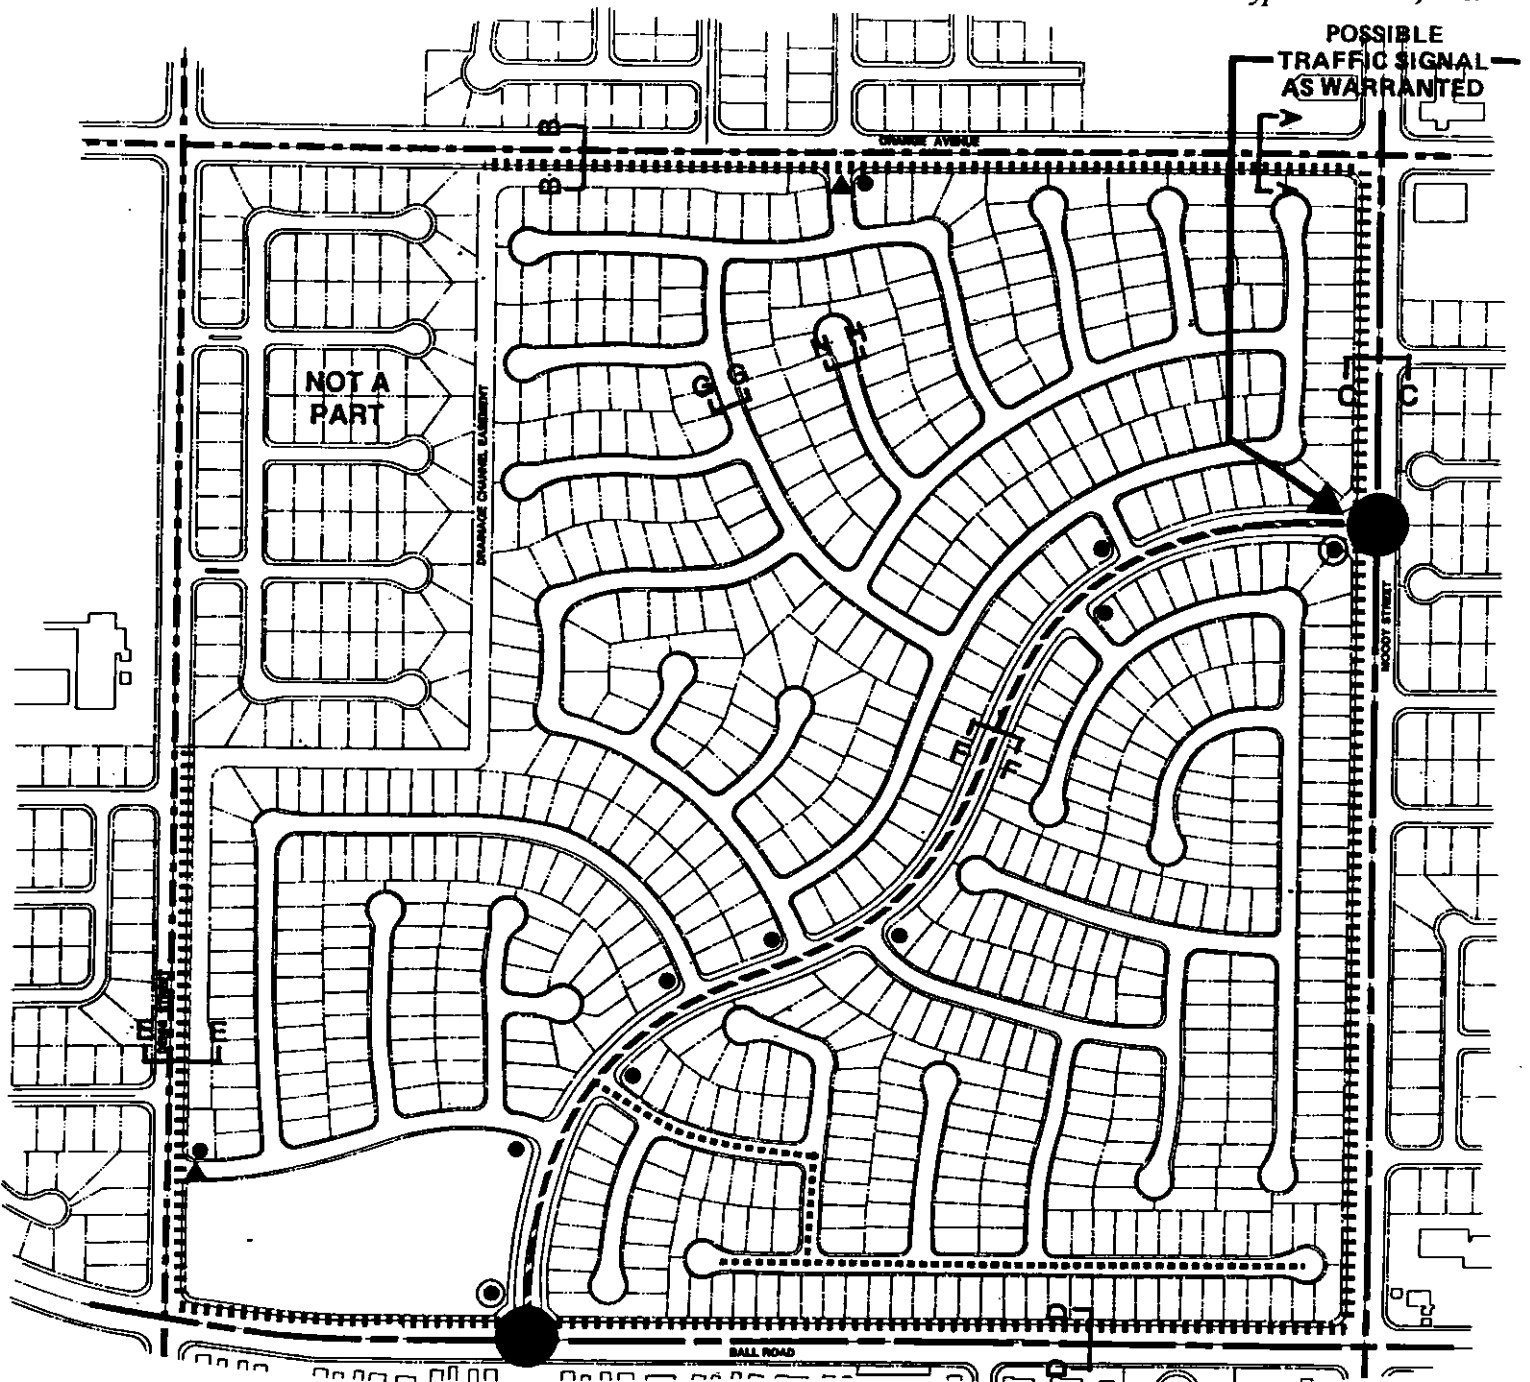 POSSIBLE
TRAFFIC SIGNAL
AS WARRANTED
A
A
B
B
ORANGE AVENUE
NOT A
PART
DRAINAGE CHANNEL EASEMENT
H
H
G
G
C
C
MOODY STREET
F
F
E
E
D
D
BALL ROAD